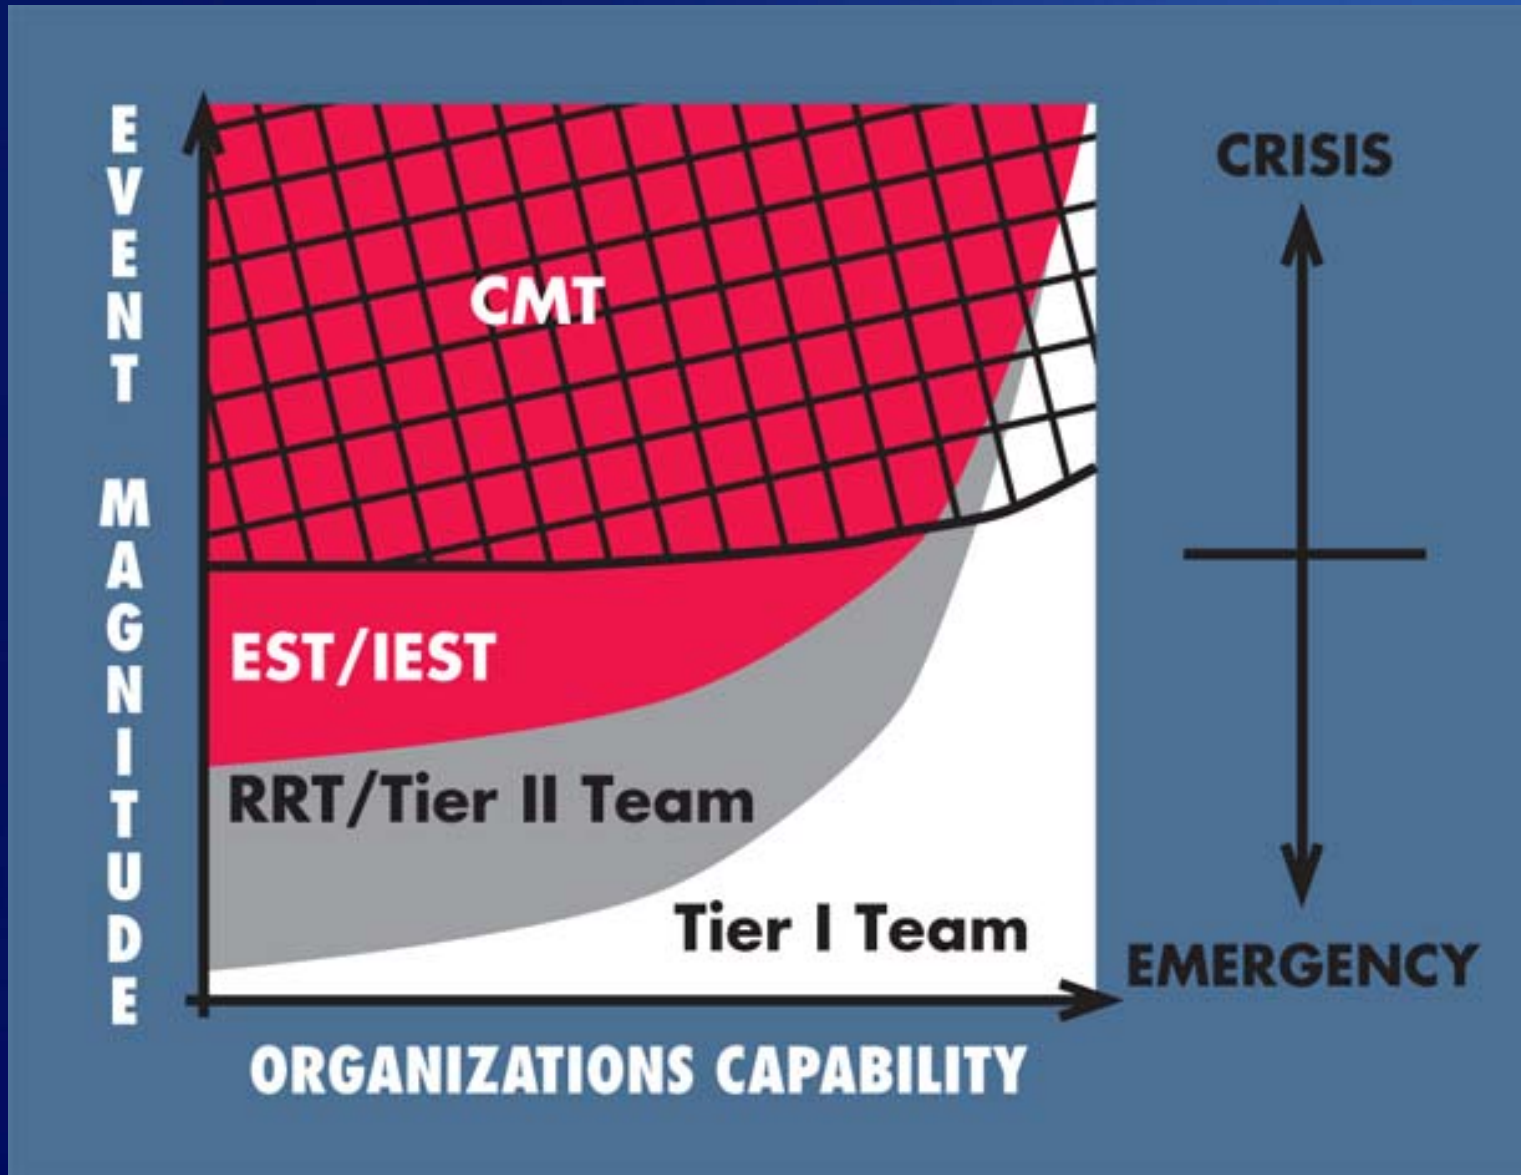 EVENT MAGNITUDE
CRISIS
CMT
EST/IEST
RRT/Tier II Team
Tier I Team
EMERGENCY
ORGANIZATIONS CAPABILITY